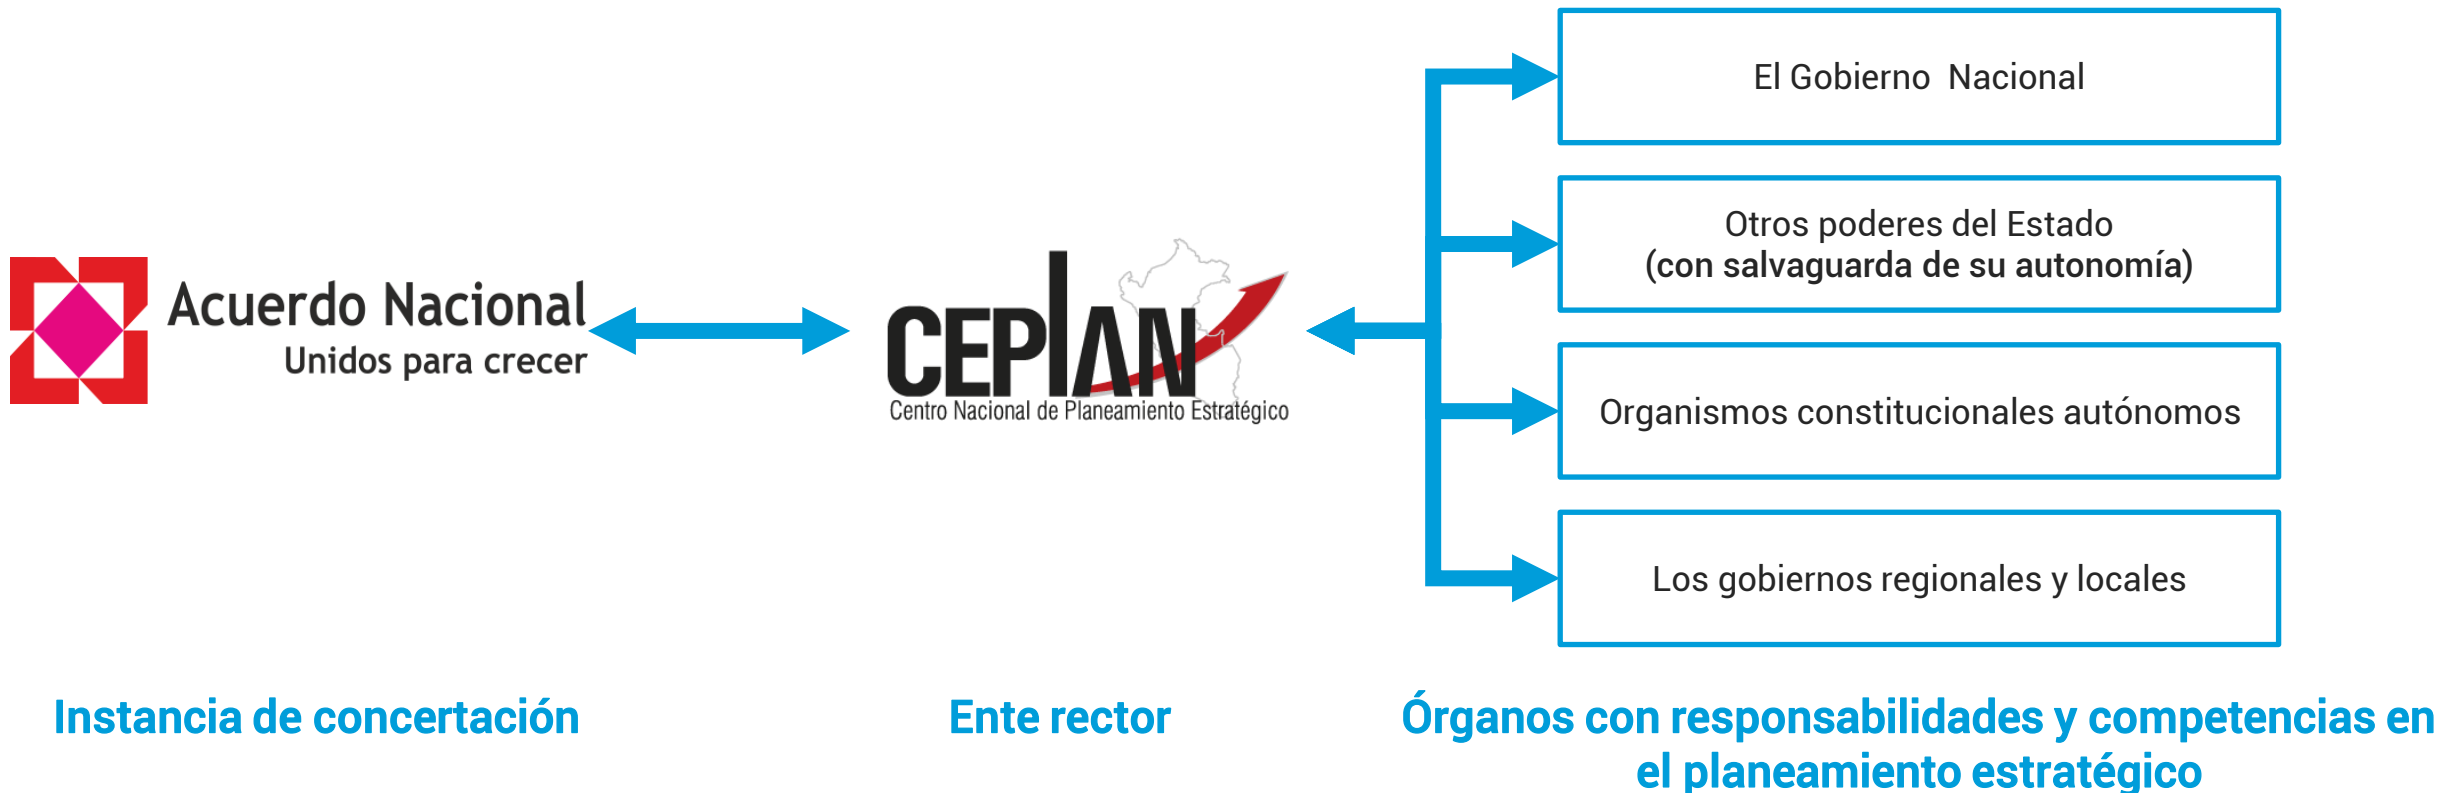 El Gobierno Nacional
Otros poderes del Estado
(con salvaguarda de su autonomía)
Acuerdo Nacional
Unidos para crecer
CEPLAN
Centro Nacional de Planeamiento Estratégico
Organismos constitucionales autónomos
Los gobiernos regionales y locales
Instancia de concertación
Ente rector
Órganos con responsabilidades y competencias en
el planeamiento estratégico